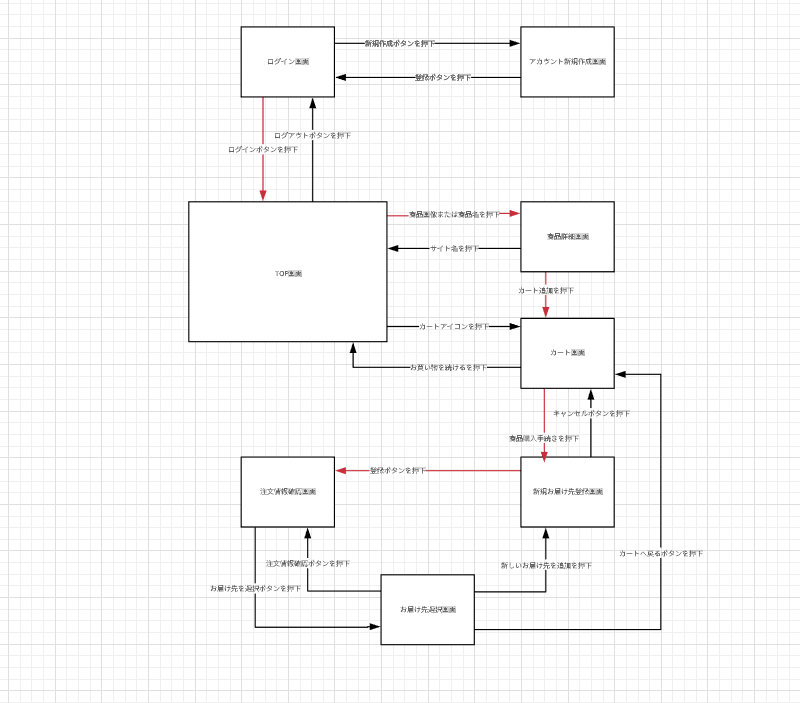 新規作成ボタンを押下
ログイン画面
アカウント新規作成画面
登録ボタンを押下
ログアウトボタンを押下
ログインボタンを押下
商品画像または商品名を押下
商品詳細画面
サイト名を押下
TOP画面
カート追加を押下
カートアイコンを押下
カート画面
お買い物を続けるを押下
キャンセルボタンを押下
商品購入手続きを押下
登録ボタンを押下
注文情報確認画面
新規お届け先登録画面
カートへ戻るボタンを押下
注文情報確認ボタンを押下
新しいお届け先を追加を押下
お届け先を選択ボタンを押下
お届け先選択画面